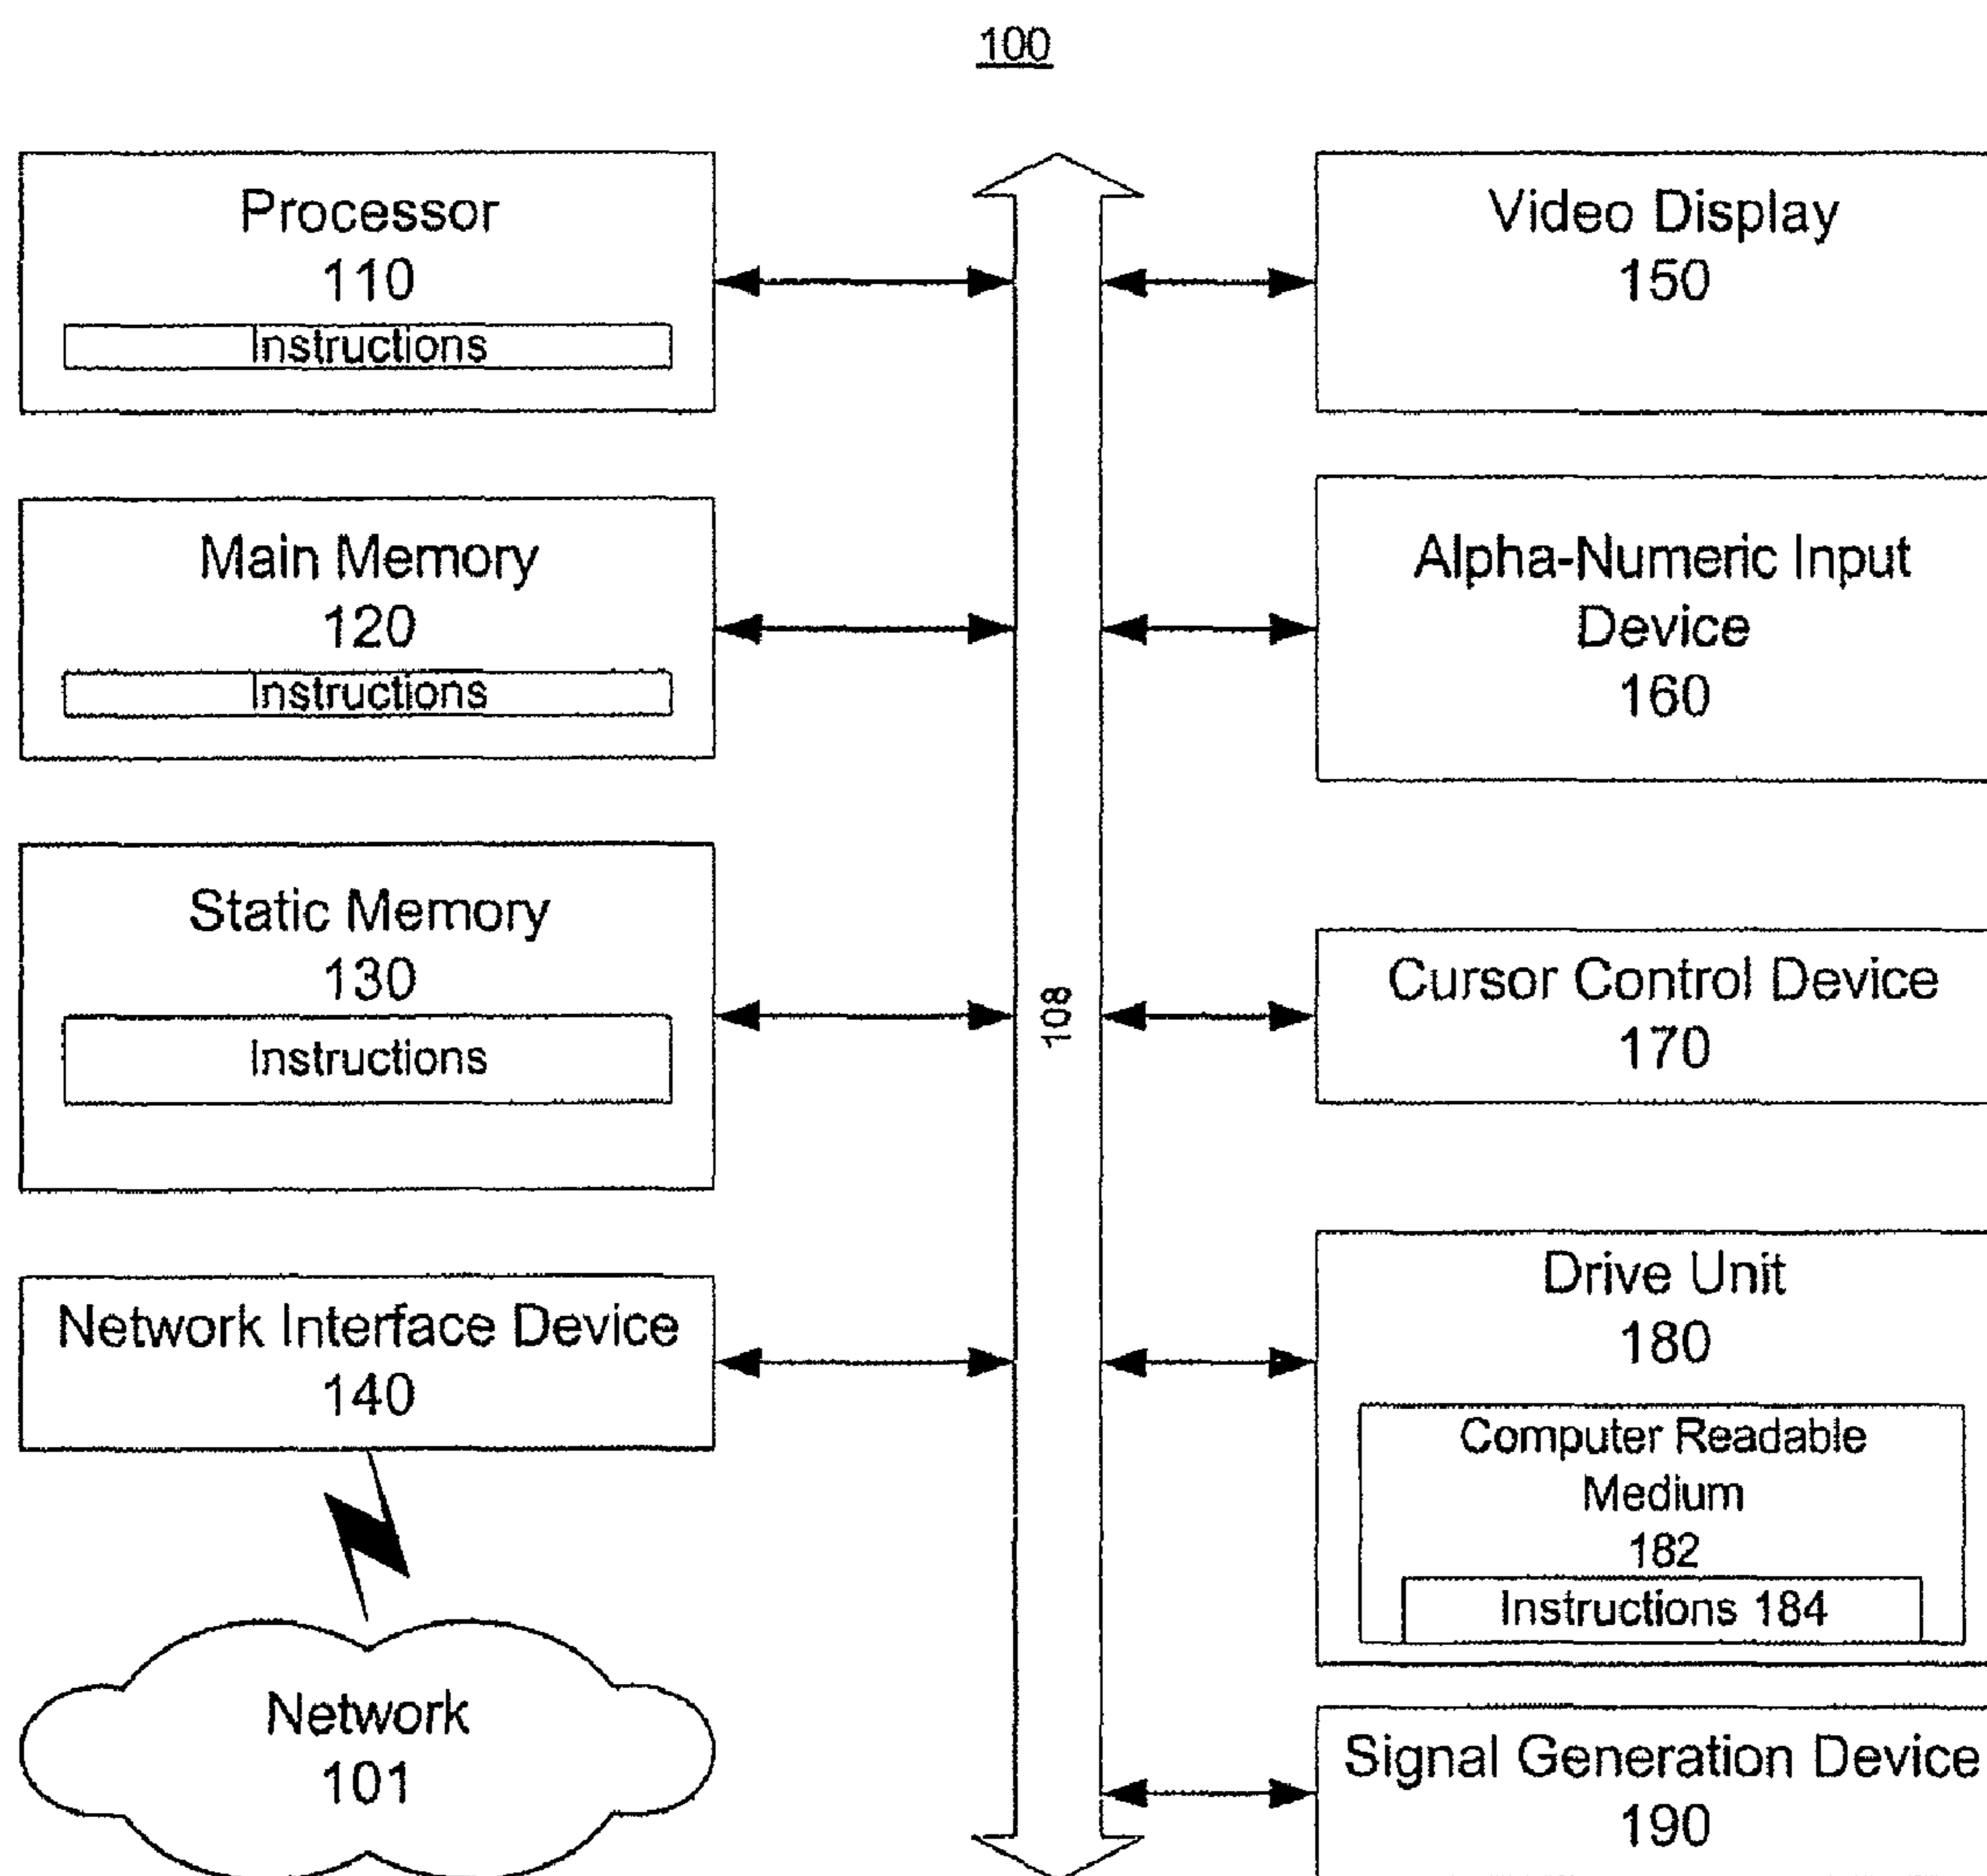 100
Processor
110
Instructions
Main Memory
120
Instructions
Static Memory
130
Instructions
Network Interface Device
140
Network
101
108
Video Display
150
Alpha-Numeric Input
Device
160
Cursor Control Device
170
Drive Unit
180
Computer Readable
Medium
182
Instructions 184
Signal Generation Device
190